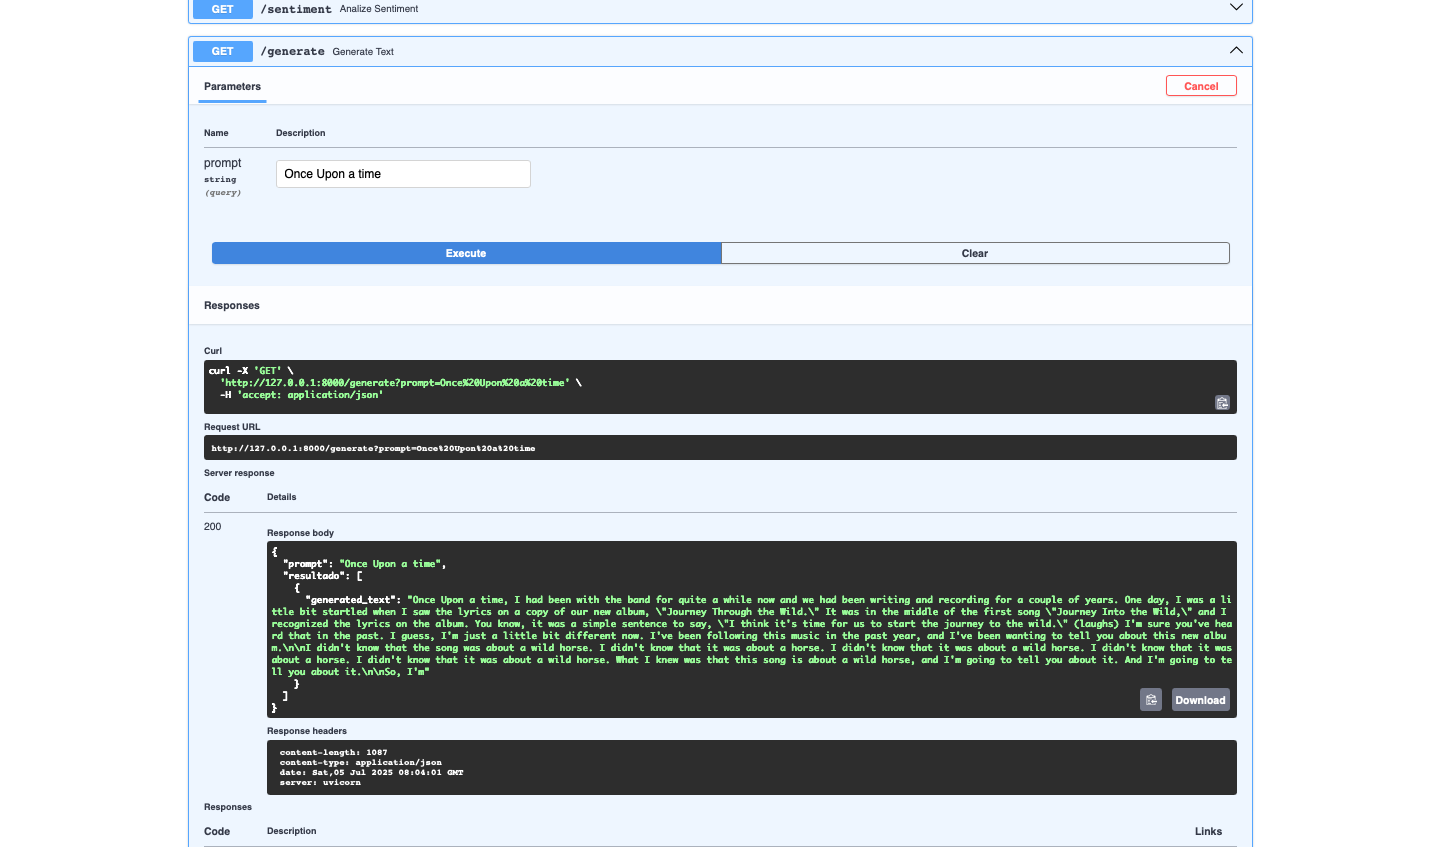 GET /sentiment Analize Sentiment
GET /generate Generate Text
Parameters
Cancel
Name Description
prompt
string
(query)
Once Upon a time
Execute
Clear
Responses
Curl
curl -X 'GET' \
'http://127.0.0.1:8000/generate?prompt=Once%20Upon%20a%20time' \
-H 'accept: application/json'
Request URL
http://127.0.0.1:8000/generate?prompt=Once%20Upon%20a%20time
Server response
Code Details
200
Response body
{
"prompt": "Once Upon a time",
"resultado": [
{
"generated_text": "Once Upon a time, I had been with the band for quite a while now and we had been writing and recording for a couple of years. One day, I was a li
ttle bit startled when I saw the lyrics on a copy of our new album, \"Journey Through the Wild.\" It was in the middle of the first song \"Journey Into the Wild,\" and I
recognized the lyrics on the album. You know, it was a simple sentence to say, \"I think it's time for us to start the journey to the wild.\" (laughs) I'm sure you've hea
rd that in the past. I guess, I'm just a little bit different now. I've been following this music in the past year, and I've been wanting to tell you about this new albu
m.\n\nI didn't know that the song was about a wild horse. I didn't know that it was about a horse. I didn't know that it was about a wild horse. I didn't know that it was
about a horse. I didn't know that it was about a wild horse. What I knew was that this song is about a wild horse, and I'm going to tell you about it. And I'm going to te
ll you about it.\n\nSo, I'm"
}
]
}
Download
Response headers
content-length: 1087
content-type: application/json
date: Sat,05 Jul 2025 08:04:01 GMT
server: uvicorn
Responses
Code Description Links